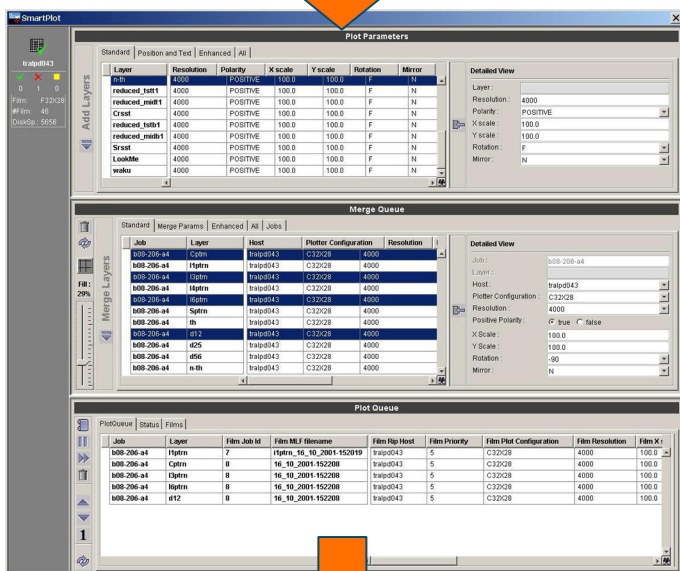 SmartPlot
tralpd043
0 1 0
Film: F32X28
#Film: 46
DiskSp.: 5656
Plot Parameters
Add Layers
Standard Position and Text Enhanced All
Layer Resolution Polarity X scale Y scale Rotation Mirror
n-th 4000 POSITIVE 100.0 100.0 F N
reduced_tstt1 4000 POSITIVE 100.0 100.0 F N
reduced_midt1 4000 POSITIVE 100.0 100.0 F N
Crsst 4000 POSITIVE 100.0 100.0 F N
reduced_tstb1 4000 POSITIVE 100.0 100.0 F N
reduced_midb1 4000 POSITIVE 100.0 100.0 F N
Srsst 4000 POSITIVE 100.0 100.0 F N
LookMe 4000 POSITIVE 100.0 100.0 F N
waku 4000 POSITIVE 100.0 100.0 F N
Detailed View
Layer :
Resolution : 4000
Polarity : POSITIVE
X scale : 100.0
Y scale : 100.0
Rotation : F
Mirror : N
Merge Queue
Fill :
29%
Merge Layers
Standard Merge Params Enhanced All Jobs
Job Layer Host Plotter Configuration Resolution
b08-206-a4 Cptrn tralpd043 C32X28 4000
b08-206-a4 l1ptrn tralpd043 C32X28 4000
b08-206-a4 l3ptrn tralpd043 C32X28 4000
b08-206-a4 l4ptrn tralpd043 C32X28 4000
b08-206-a4 l6ptrn tralpd043 C32X28 4000
b08-206-a4 Sptrn tralpd043 C32X28 4000
b08-206-a4 th tralpd043 C32X28 4000
b08-206-a4 d12 tralpd043 C32X28 4000
b08-206-a4 d25 tralpd043 C32X28 4000
b08-206-a4 d56 tralpd043 C32X28 4000
b08-206-a4 n-th tralpd043 C32X28 4000
Detailed View
Job : b08-206-a4
Layer :
Host : tralpd043
Plotter Configuration : C32X28
Resolution : 4000
Positive Polarity : true false
X Scale : 100.0
Y Scale : 100.0
Rotation : -90
Mirror : N
Plot Queue
PlotQueue Status Films
Job Layer Film Job Id Film MLF filename Film Rip Host Film Priority Film Plot Configuration Film Resolution Film X s
b08-206-a4 l1ptrn 7 l1ptrn_16_10_2001-152019 tralpd043 5 C32X28 4000 100.0
b08-206-a4 Cptrn 8 16_10_2001-152208 tralpd043 5 C32X28 4000 100.0
b08-206-a4 l3ptrn 8 16_10_2001-152208 tralpd043 5 C32X28 4000 100.0
b08-206-a4 l6ptrn 8 16_10_2001-152208 tralpd043 5 C32X28 4000 100.0
b08-206-a4 d12 8 16_10_2001-152208 tralpd043 5 C32X28 4000 100.0
1